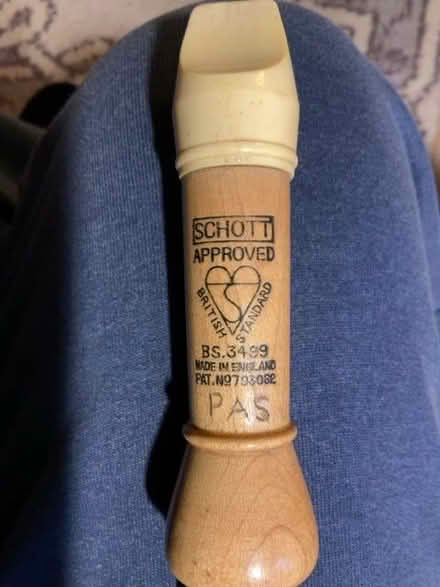 SCHOTT
APPROVED
BRITISH STANDARD
BS.3499
MADE IN ENGLAND
PAT.Nº793082
PAS